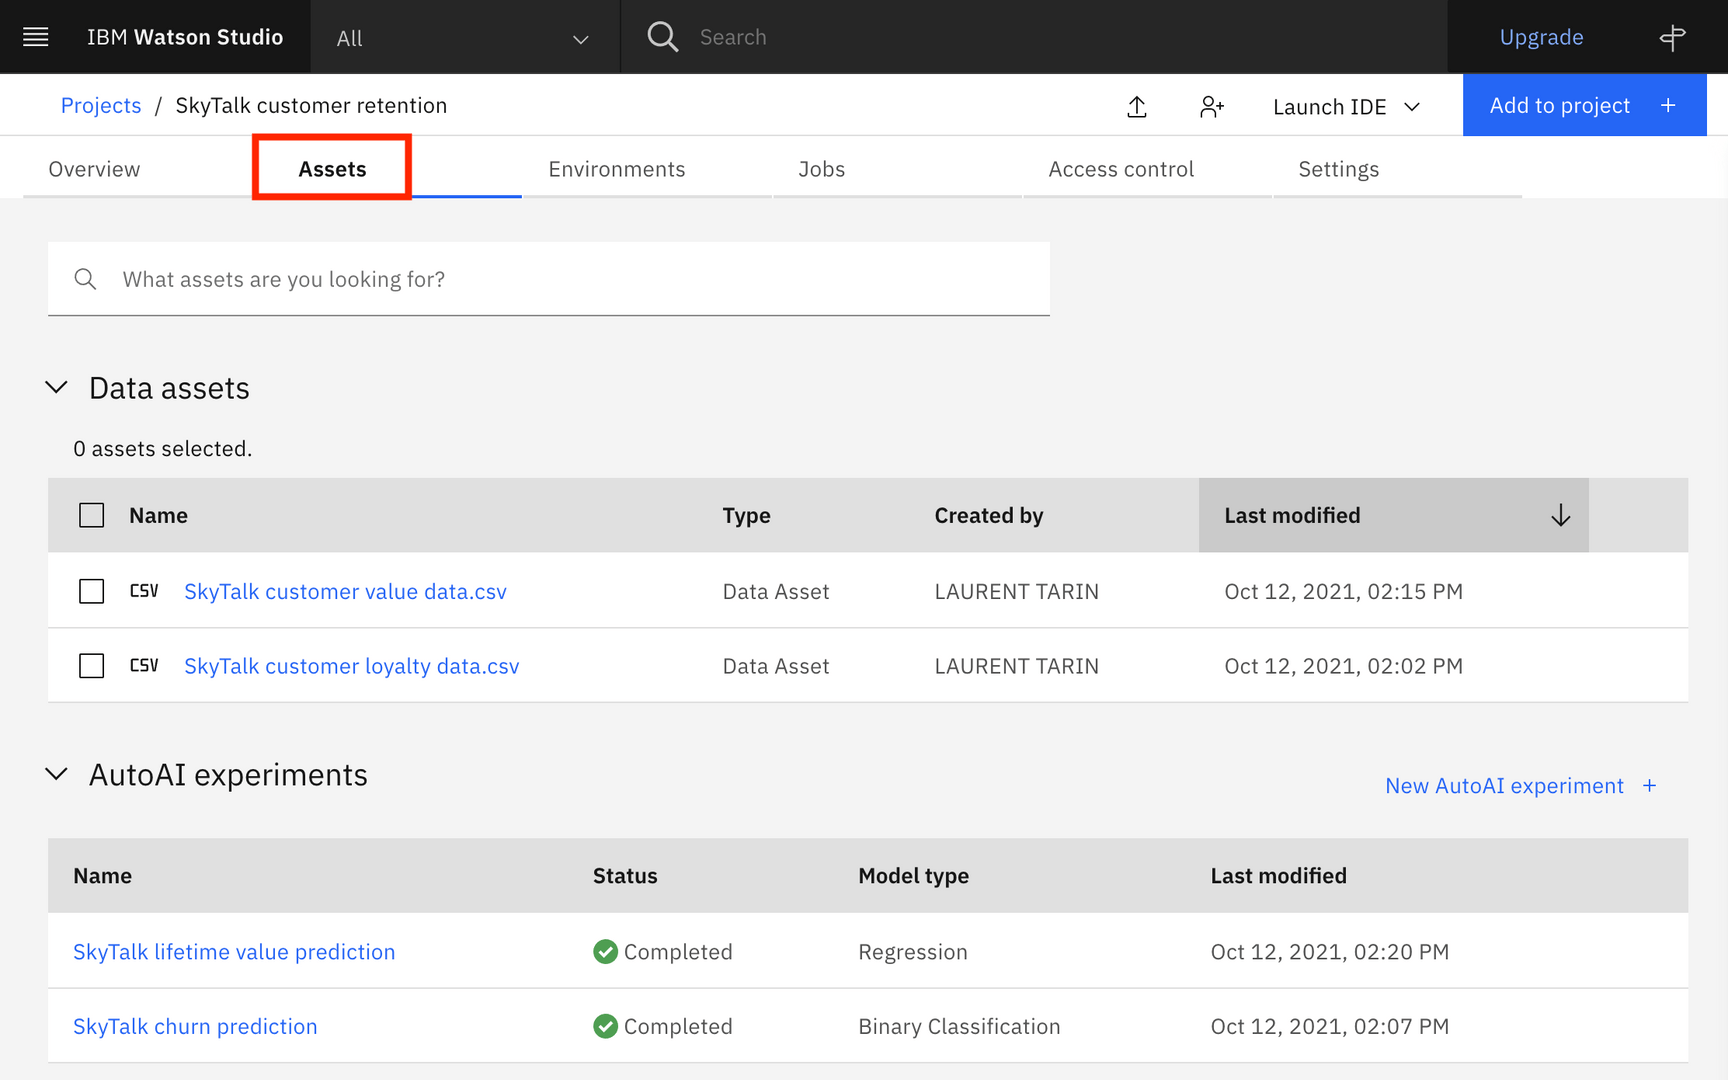 IBM Watson Studio
All
Search
Upgrade
Projects / SkyTalk customer retention
Launch IDE
Add to project +
Overview
Assets
Environments
Jobs
Access control
Settings
What assets are you looking for?
Data assets
0 assets selected.
Name Type Created by Last modified
CSV SkyTalk customer value data.csv Data Asset LAURENT TARIN Oct 12, 2021, 02:15 PM
CSV SkyTalk customer loyalty data.csv Data Asset LAURENT TARIN Oct 12, 2021, 02:02 PM
AutoAI experiments
New AutoAI experiment +
Name Status Model type Last modified
SkyTalk lifetime value prediction Completed Regression Oct 12, 2021, 02:20 PM
SkyTalk churn prediction Completed Binary Classification Oct 12, 2021, 02:07 PM